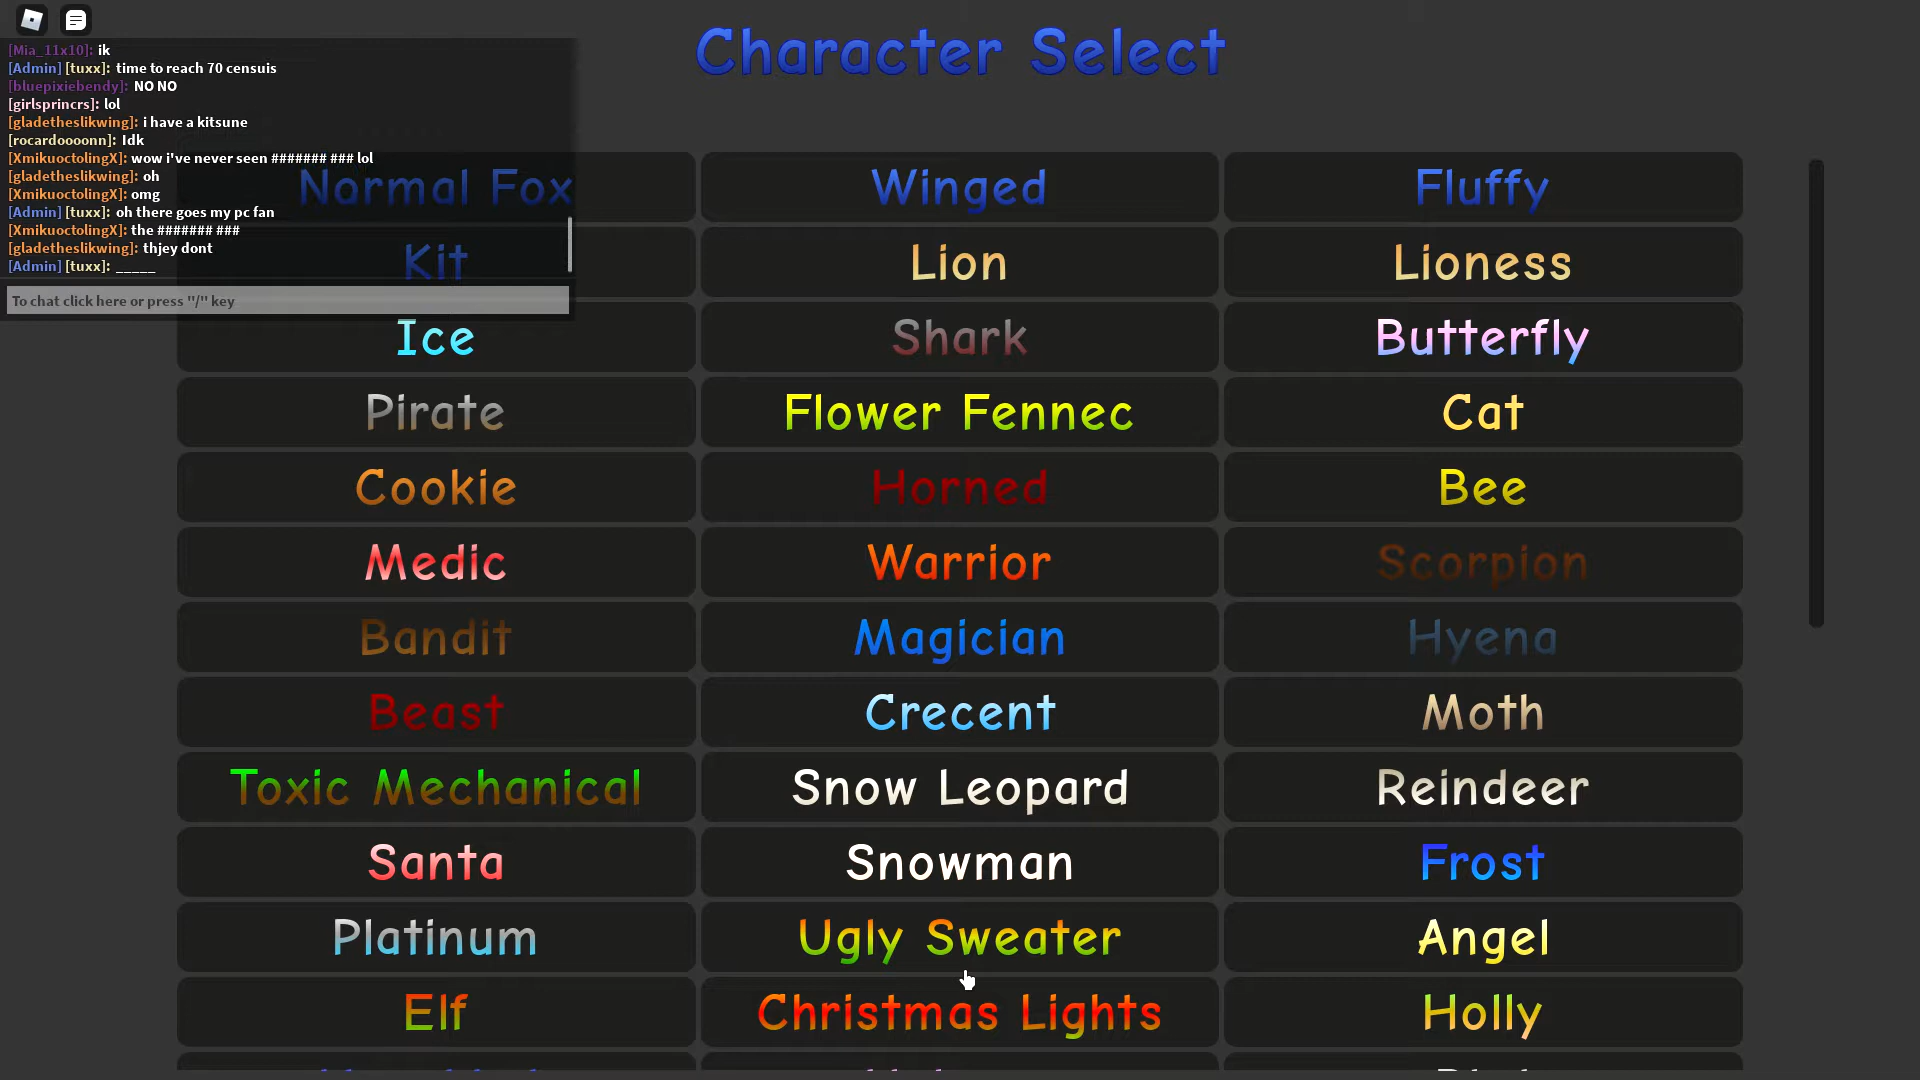 Character Select
[Mia_11x10]: ik
[Admin] [tuxx]: time to reach 70 censuis
[bluepixiebendy]: NO NO
[girlsprincrs]: lol
[gladetheslikwing]: i have a kitsune
[rocardoooonn]: Idk
[XmikuoctolingX]: wow i've never seen ####### ### lol
[gladetheslikwing]: oh
[XmikuoctolingX]: omg
[Admin] [tuxx]: oh there goes my pc fan
[XmikuoctolingX]: the ####### ###
[gladetheslikwing]: thjey dont
[Admin] [tuxx]: _____
To chat click here or press "/" key
Normal Fox
Winged
Fluffy
Kit
Lion
Lioness
Ice
Shark
Butterfly
Pirate
Flower Fennec
Cat
Cookie
Horned
Bee
Medic
Warrior
Scorpion
Bandit
Magician
Hyena
Beast
Crecent
Moth
Toxic Mechanical
Snow Leopard
Reindeer
Santa
Snowman
Frost
Platinum
Ugly Sweater
Angel
Elf
Christmas Lights
Holly